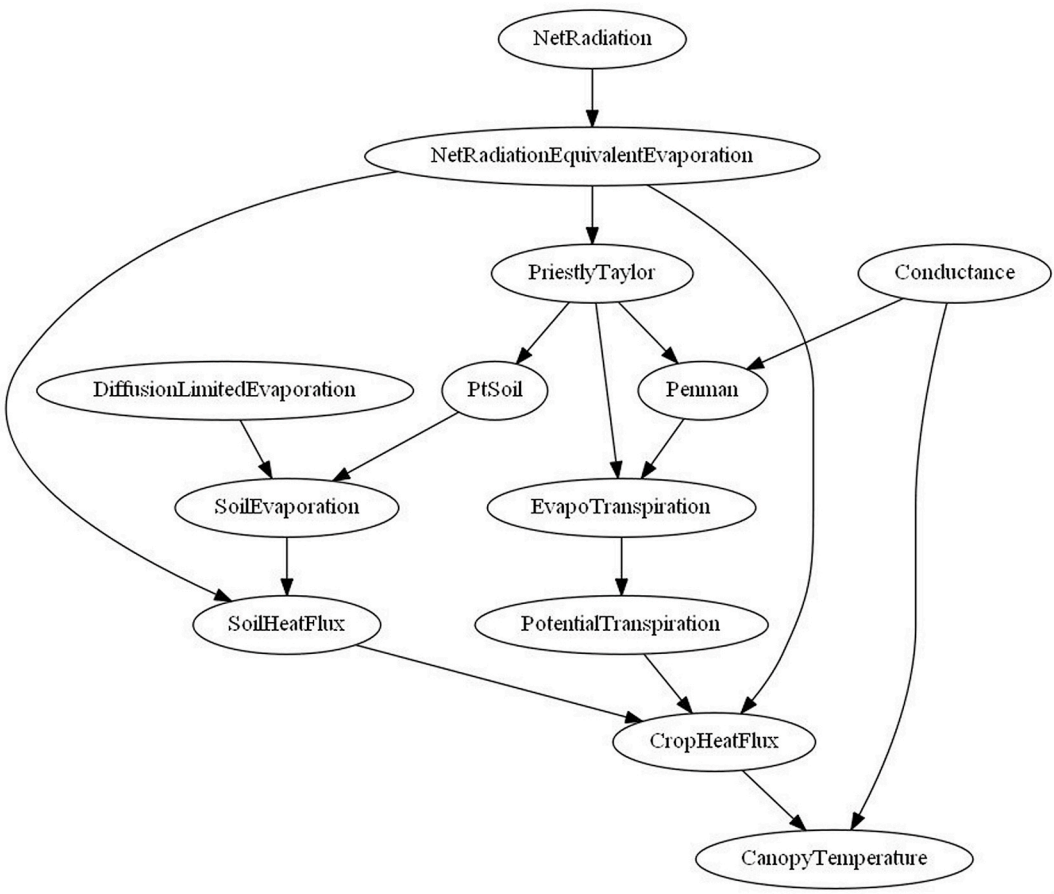 NetRadiation
NetRadiationEquivalentEvaporation
PriestlyTaylor
Conductance
DiffusionLimitedEvaporation
PtSoil
Penman
SoilEvaporation
EvapoTranspiration
SoilHeatFlux
PotentialTranspiration
CropHeatFlux
CanopyTemperature